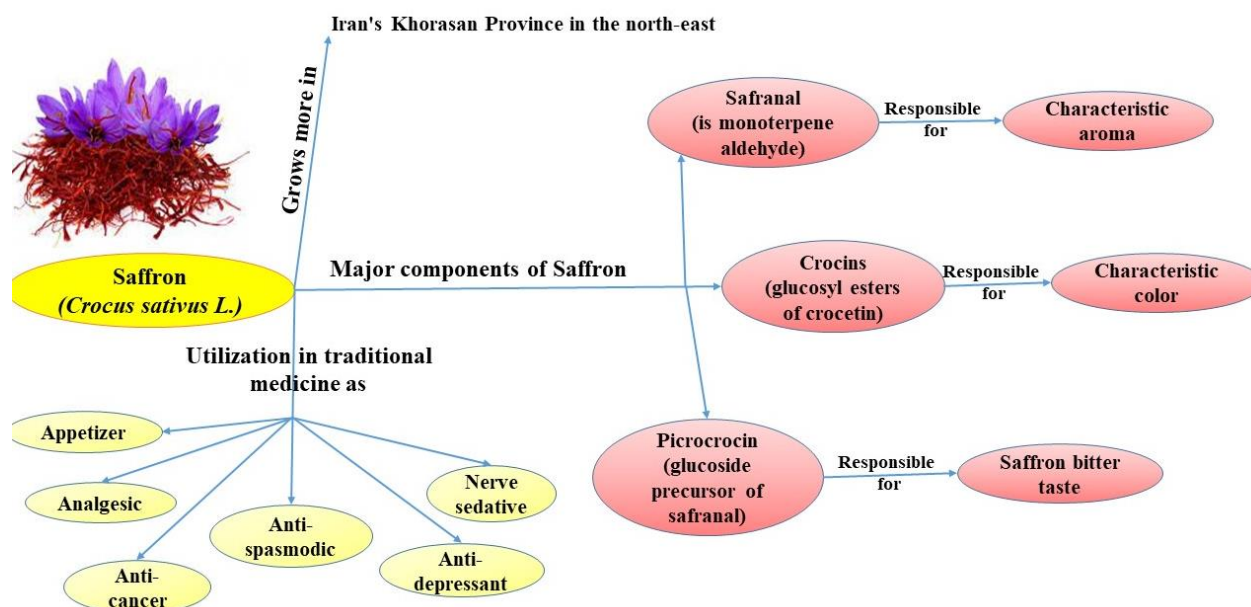 Iran's Khorasan Province in the north-east
Grows more in
Saffron
(Crocus sativus L.)
Major components of Saffron
Safranal
(is monoterpene
aldehyde)
Responsible
for
Characteristic
aroma
Crocins
(glucosyl esters
of crocetin)
Responsible
for
Characteristic
color
Picrocrocin
(glucoside
precursor of
safranal)
Responsible
for
Saffron bitter
taste
Utilization in traditional
medicine as
Appetizer
Analgesic
Anti-
cancer
Anti-
spasmodic
Anti-
depressant
Nerve
sedative